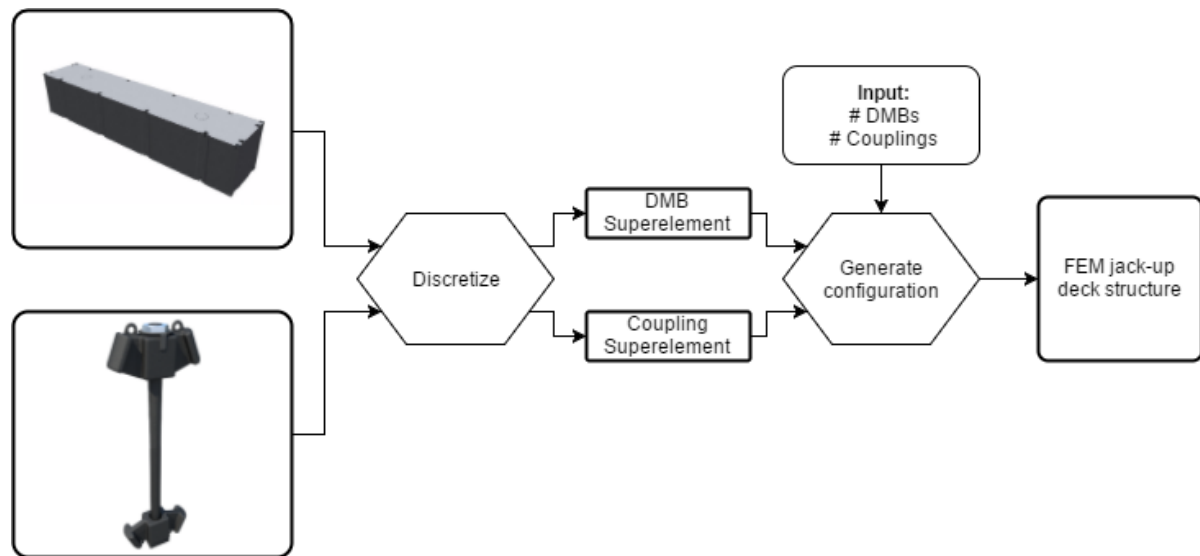 Input:
# DMBs
# Couplings
DMB
Superelement
Discretize
Generate
configuration
FEM jack-up
deck structure
Coupling
Superelement